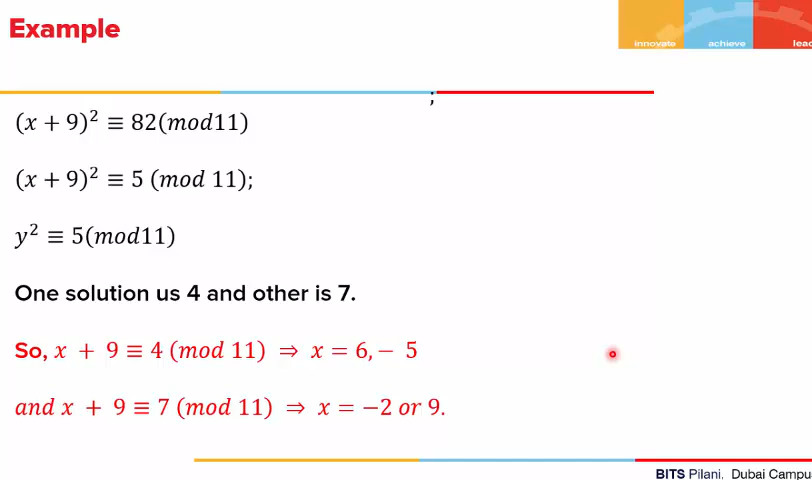 Example
innovate achieve lead
;
(x + 9)² ≡ 82(mod11)
(x + 9)² ≡ 5 (mod 11);
y² ≡ 5(mod11)
One solution us 4 and other is 7.
So, x + 9 ≡ 4 (mod 11) ⇒ x = 6, − 5
and x + 9 ≡ 7 (mod 11) ⇒ x = −2 or 9.
BITS Pilani, Dubai Campu